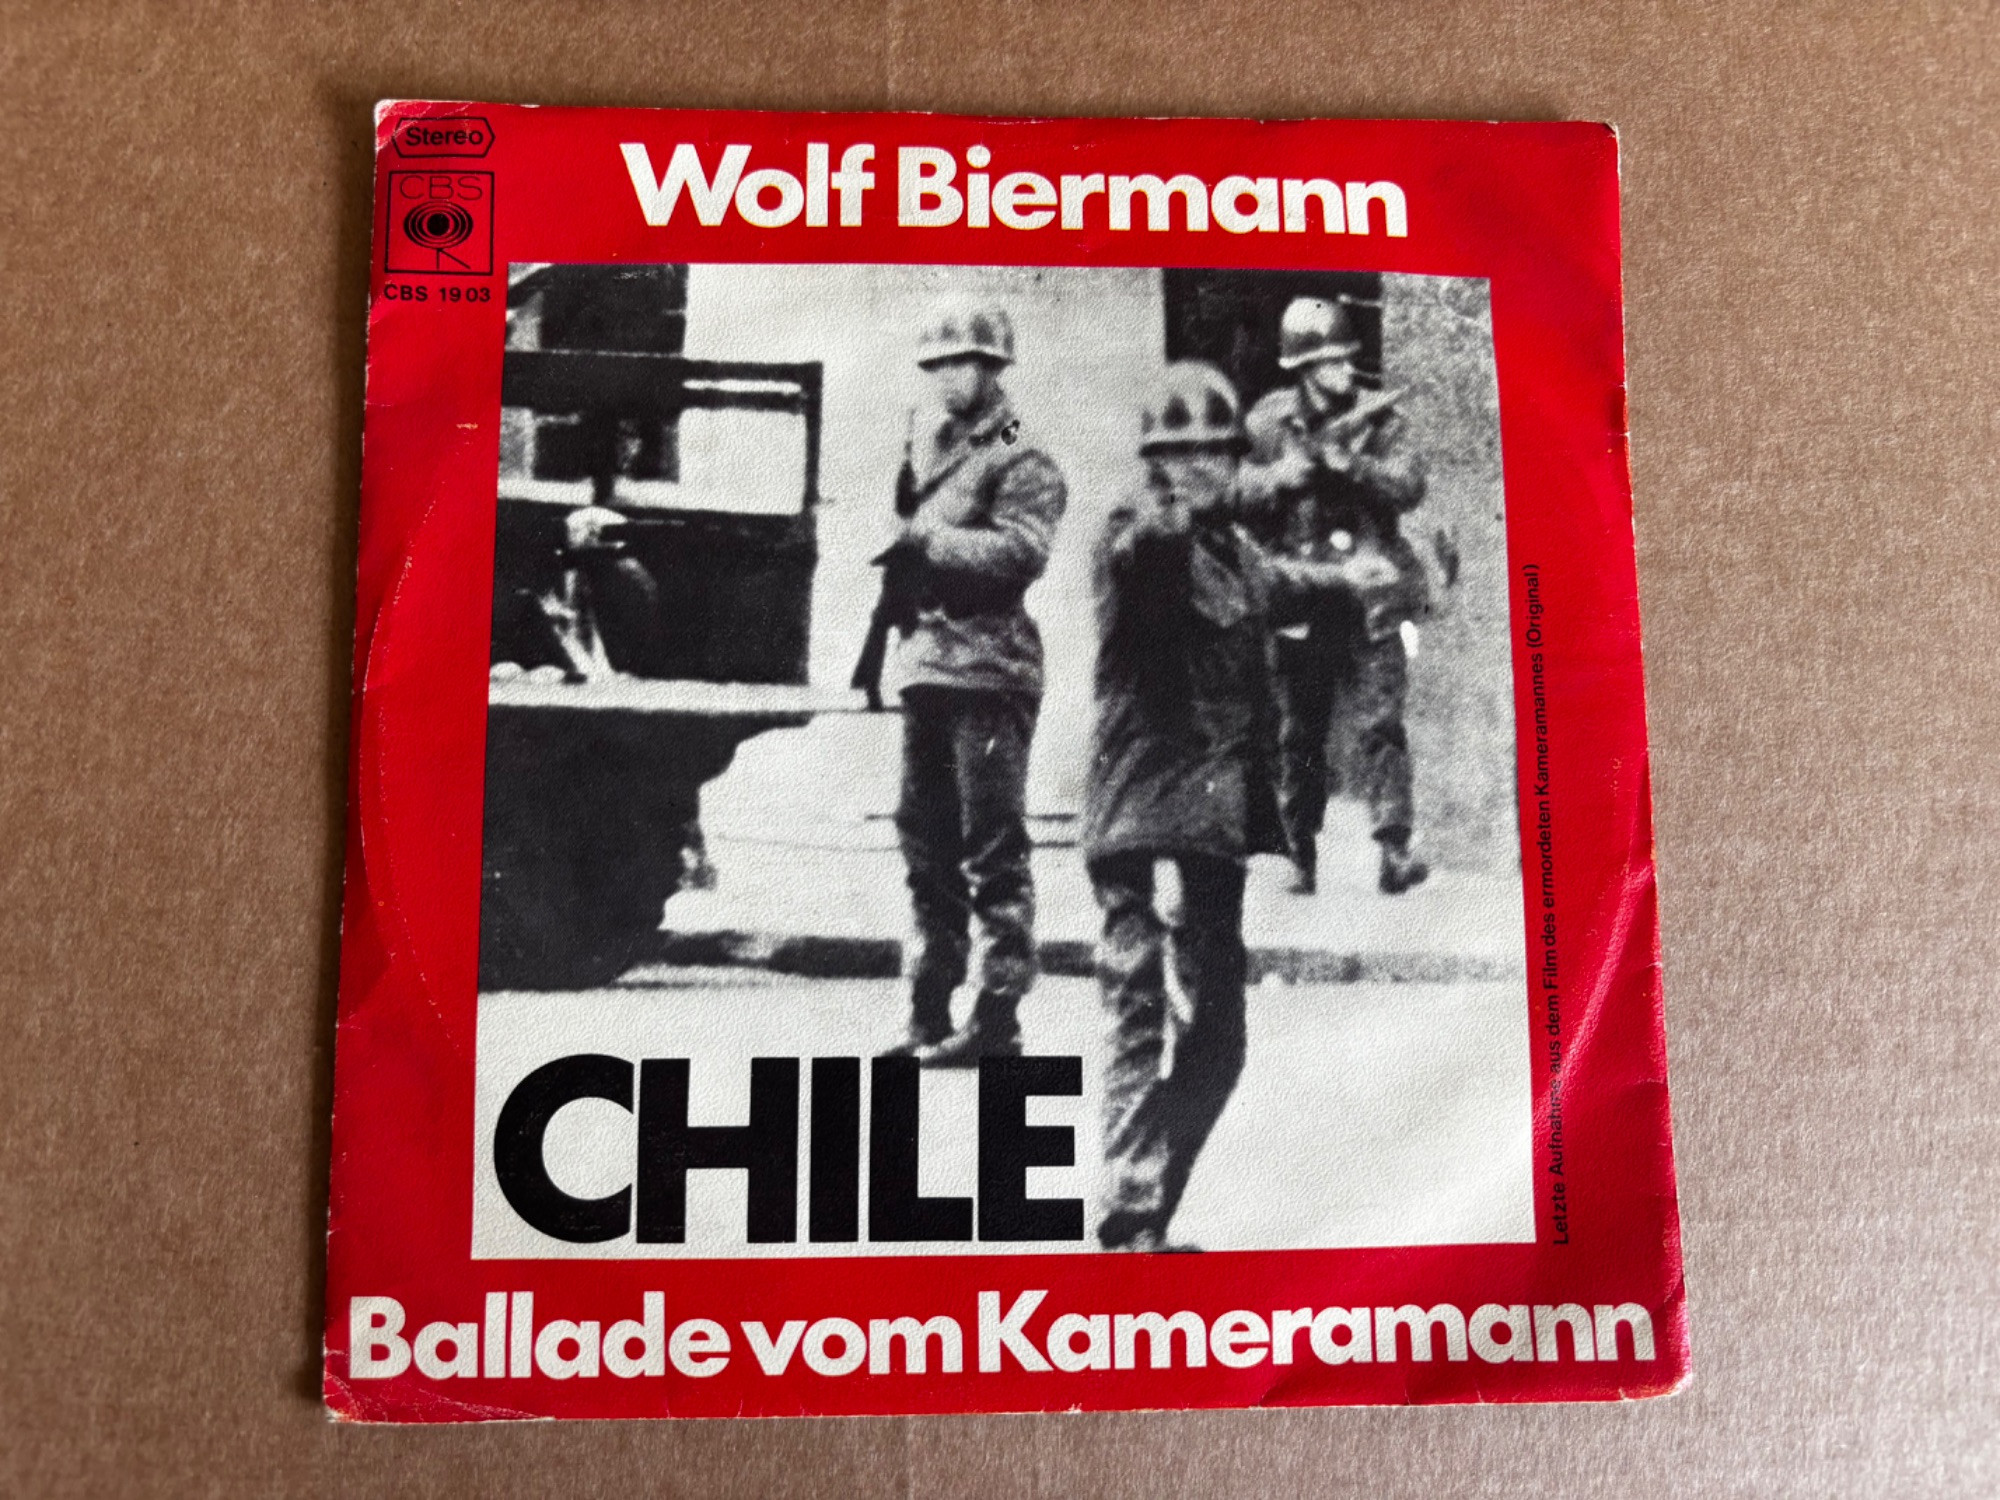 Stereo
CBS
CBS 1903
Wolf Biermann
Letzte Aufnahme aus dem Film des ermordeten Kameramannes (Original)
CHILE
Ballade vom Kameramann